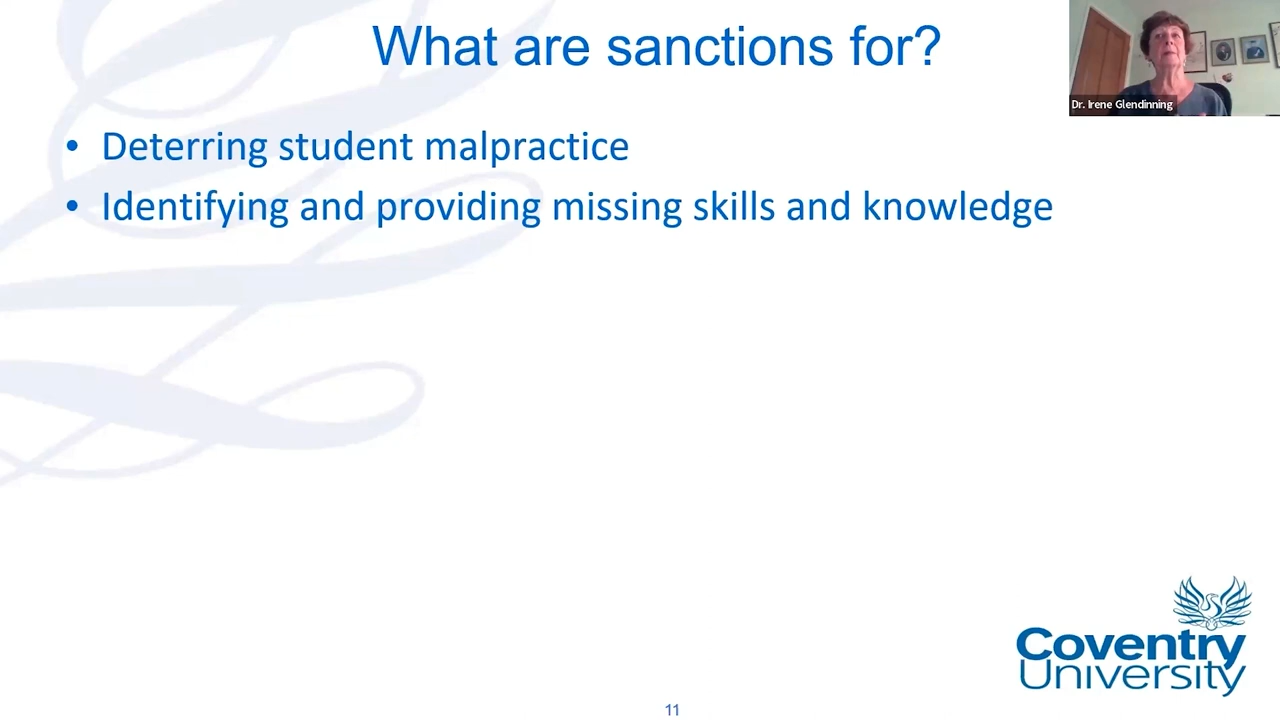 What are sanctions for?
Dr. Irene Glendinning
• Deterring student malpractice
• Identifying and providing missing skills and knowledge
Coventry
University
11